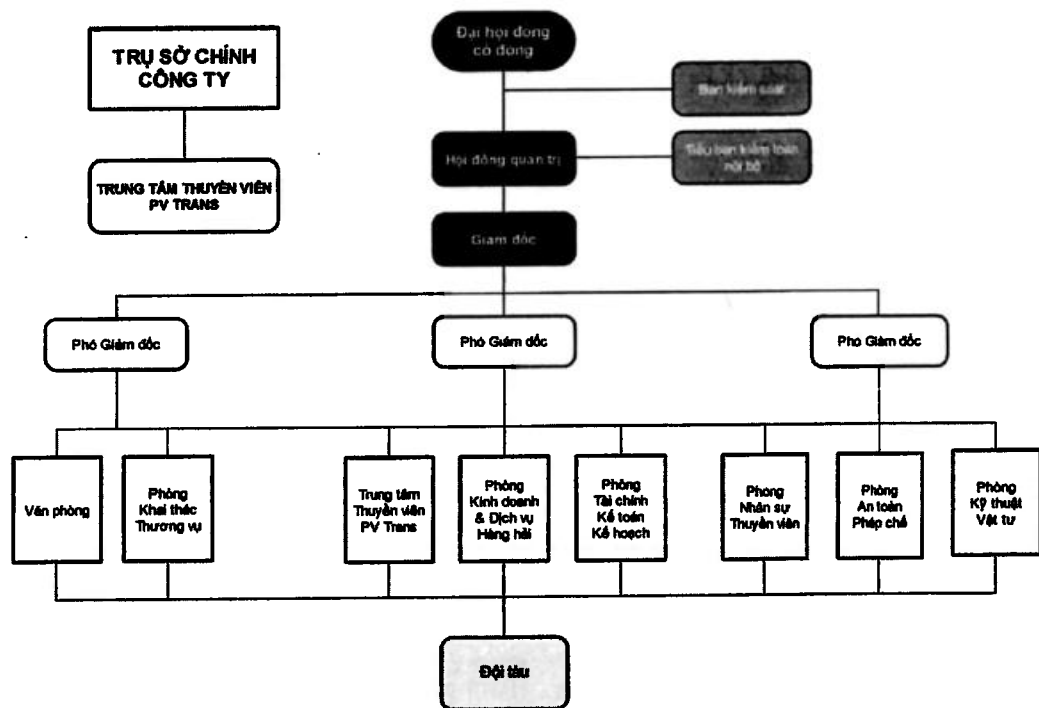 TRỤ SỞ CHÍNH
CÔNG TY
TRUNG TÂM THUYỀN VIÊN
PV TRANS
Đại hội đồng
cổ đông
Ban kiểm soát
Hội đồng quản trị
Tiểu ban kiểm toán
nội bộ
Giám đốc
Phó Giám đốc
Phó Giám đốc
Phó Giám đốc
Văn phòng
Phòng
Khai thác
Thương vụ
Trung tâm
Thuyền viên
PV Trans
Phòng
Kinh doanh
& Dịch vụ
Hàng hải
Phòng
Tài chính
Kế toán
Kế hoạch
Phòng
Nhân sự
Thuyền viên
Phòng
An toàn
Pháp chế
Phòng
Kỹ thuật
Vật tư
Đội tàu